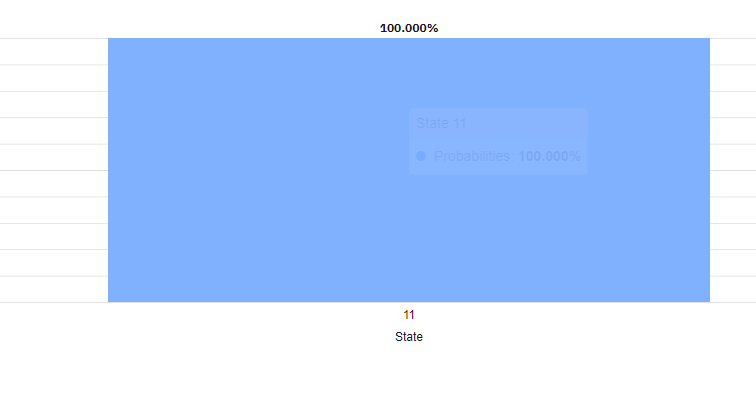 100.000%
State 11
Probabilities: 100.000%
11
State